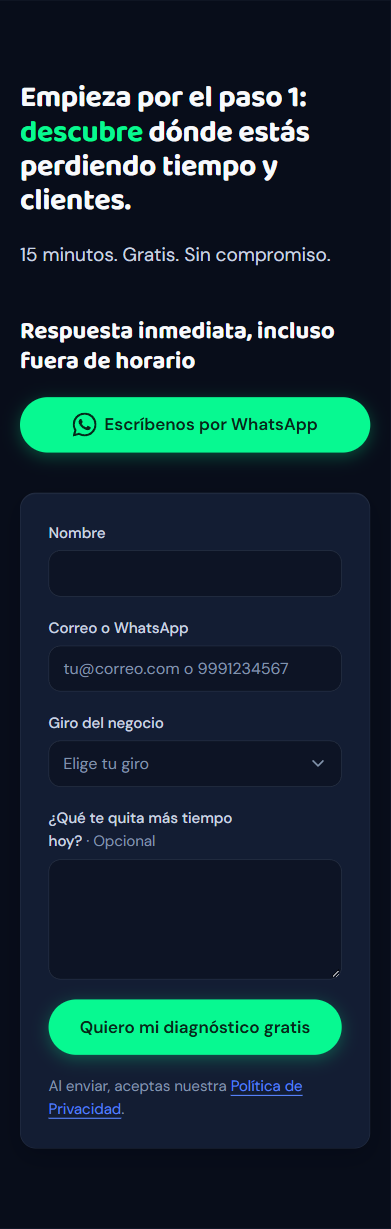 Empieza por el paso 1:
descubre dónde estás
perdiendo tiempo y
clientes.
15 minutos. Gratis. Sin compromiso.
Respuesta inmediata, incluso
fuera de horario
Escríbenos por WhatsApp
Nombre
Correo o WhatsApp
tu@correo.com o 9991234567
Giro del negocio
Elige tu giro
¿Qué te quita más tiempo
hoy? · Opcional
Quiero mi diagnóstico gratis
Al enviar, aceptas nuestra Política de
Privacidad.